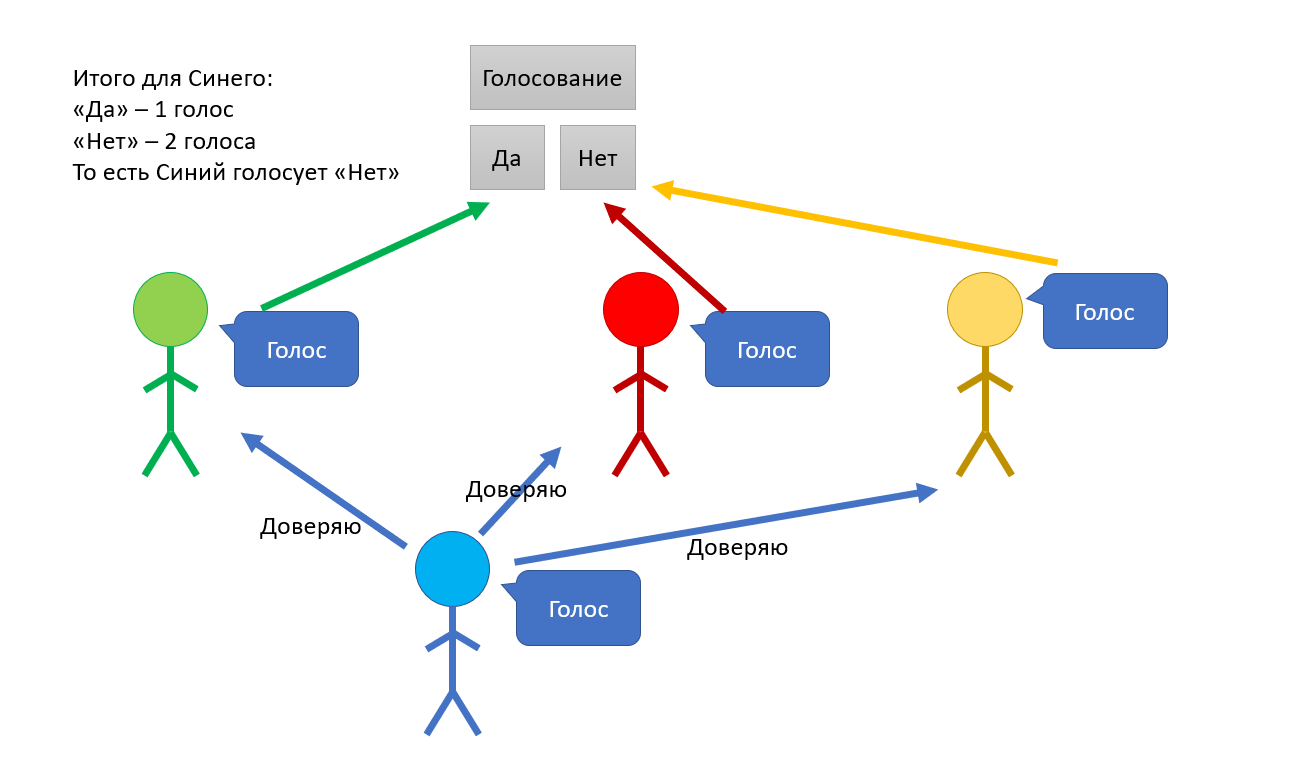 Итого для Синего:
«Да» – 1 голос
«Нет» – 2 голоса
То есть Синий голосует «Нет»
Голосование
Да
Нет
Голос
Голос
Голос
Доверяю
Доверяю
Доверяю
Голос